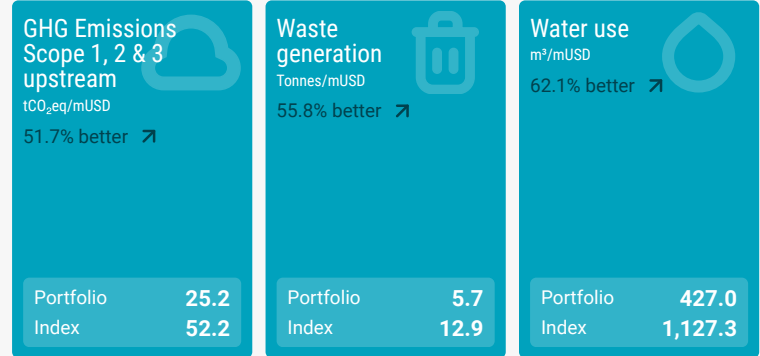 GHG Emissions
Scope 1, 2 & 3
upstream
tCO₂eq/mUSD
51.7% better
Portfolio 25.2
Index 52.2
Waste
generation
Tonnes/mUSD
55.8% better
Portfolio 5.7
Index 12.9
Water use
m³/mUSD
62.1% better
Portfolio 427.0
Index 1,127.3